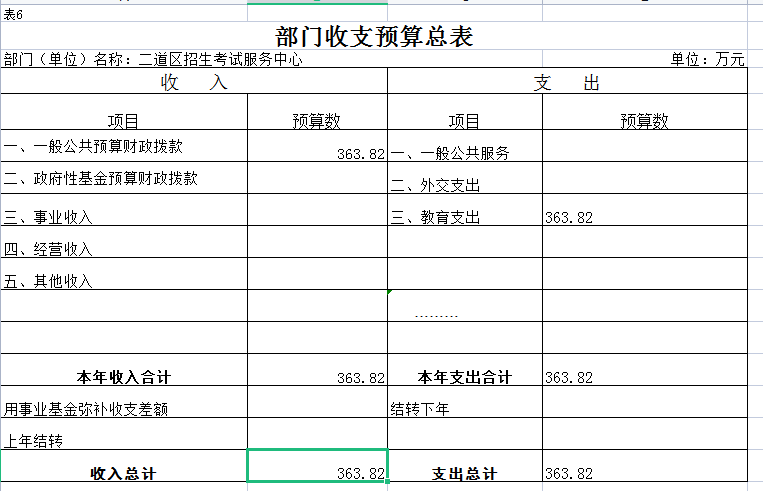 表6
部门收支预算总表
部门（单位）名称：二道区招生考试服务中心 单位：万元
收 入 支 出
项目 预算数 项目 预算数
一、一般公共预算财政拨款 363.82 一、一般公共服务
二、政府性基金预算财政拨款 二、外交支出
三、事业收入 三、教育支出 363.82
四、经营收入
五、其他收入
………
本年收入合计 363.82 本年支出合计 363.82
用事业基金弥补收支差额 结转下年
上年结转
收入总计 363.82 支出总计 363.82